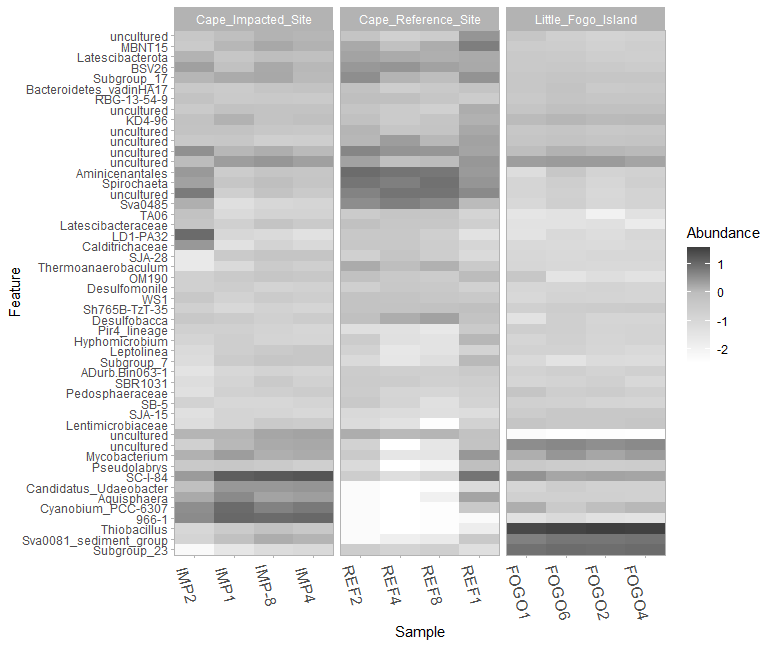 Cape_Impacted_Site Cape_Reference_Site Little_Fogo_Island
uncultured
MBNT15
Latescibacterota
BSV26
Subgroup_17
Bacteroidetes_vadinHA17
RBG-13-54-9
uncultured
KD4-96
uncultured
uncultured
uncultured
uncultured
Aminicenantales
Spirochaeta
uncultured
Sva0485
TA06
Latescibacteraceae
LD1-PA32
Calditrichaceae
SJA-28
Thermoanaerobaculum
OM190
Desulfomonile
WS1
Sh765B-TzT-35
Desulfobacca
Pir4_lineage
Hyphomicrobium
Leptolinea
Subgroup_7
ADurb.Bin063-1
SBR1031
Pedosphaeraceae
SB-5
SJA-15
Lentimicrobiaceae
uncultured
uncultured
Mycobacterium
Pseudolabrys
SC-I-84
Candidatus_Udaeobacter
Aquisphaera
Cyanobium_PCC-6307
966-1
Thiobacillus
Sva0081_sediment_group
Subgroup_23
Feature
IMP2 IMP1 IMP-8 IMP4 REF2 REF4 REF8 REF1 FOGO1 FOGO6 FOGO2 FOGO4
Sample
Abundance
1
0
-1
-2